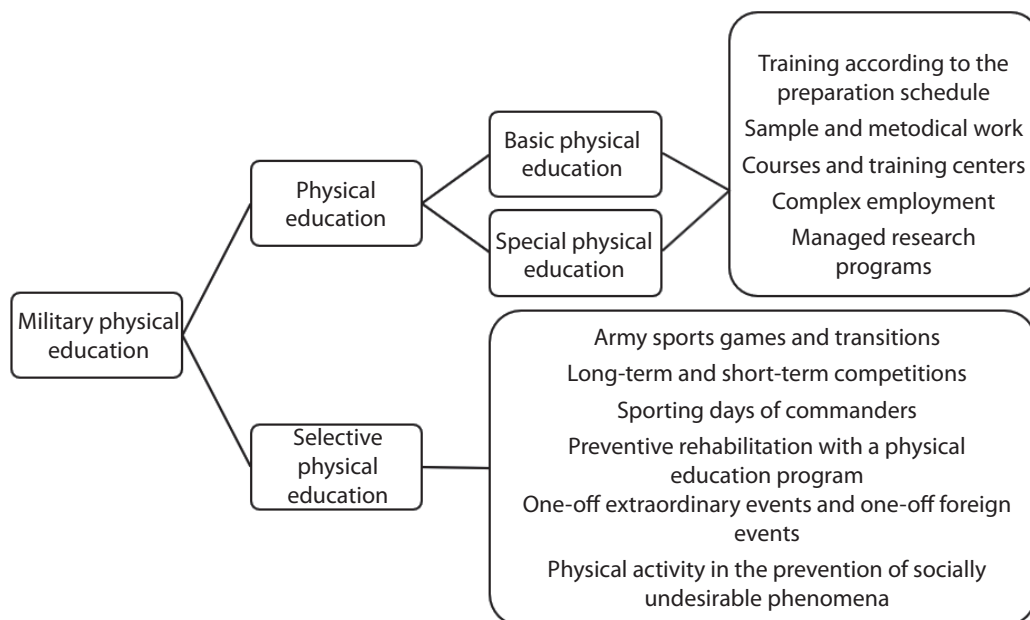 Military physical
education
Physical
education
Selective
physical
education
Basic physical
education
Special physical
education
Training according to the
preparation schedule
Sample and metodical work
Courses and training centers
Complex employment
Managed research
programs
Army sports games and transitions
Long-term and short-term competitions
Sporting days of commanders
Preventive rehabilitation with a physical
education program
One-off extraordinary events and one-off foreign
events
Physical activity in the prevention of socially
undesirable phenomena